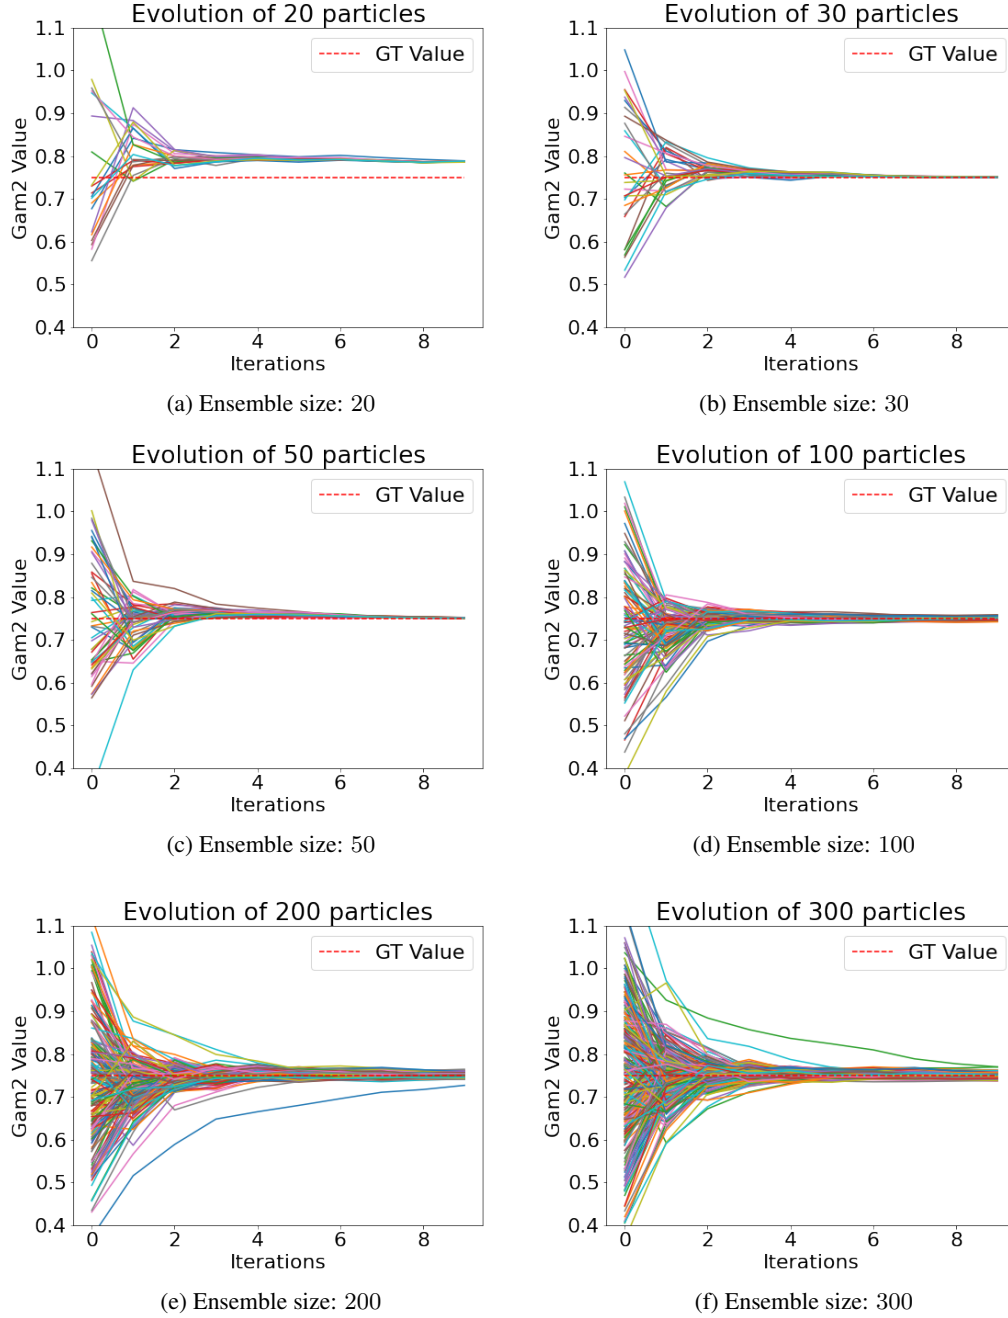 Evolution of 20 particles
Evolution of 30 particles
1.1
1.0
0.9
0.8
0.7
0.6
0.5
0.4
Gam2 Value
GT Value
0 2 4 6 8
Iterations
1.1
1.0
0.9
0.8
0.7
0.6
0.5
0.4
Gam2 Value
GT Value
0 2 4 6 8
Iterations
(a) Ensemble size: 20
(b) Ensemble size: 30
Evolution of 50 particles
Evolution of 100 particles
1.1
1.0
0.9
0.8
0.7
0.6
0.5
0.4
Gam2 Value
GT Value
0 2 4 6 8
Iterations
1.1
1.0
0.9
0.8
0.7
0.6
0.5
0.4
Gam2 Value
GT Value
0 2 4 6 8
Iterations
(c) Ensemble size: 50
(d) Ensemble size: 100
Evolution of 200 particles
Evolution of 300 particles
1.1
1.0
0.9
0.8
0.7
0.6
0.5
0.4
Gam2 Value
GT Value
0 2 4 6 8
Iterations
1.1
1.0
0.9
0.8
0.7
0.6
0.5
0.4
Gam2 Value
GT Value
0 2 4 6 8
Iterations
(e) Ensemble size: 200
(f) Ensemble size: 300